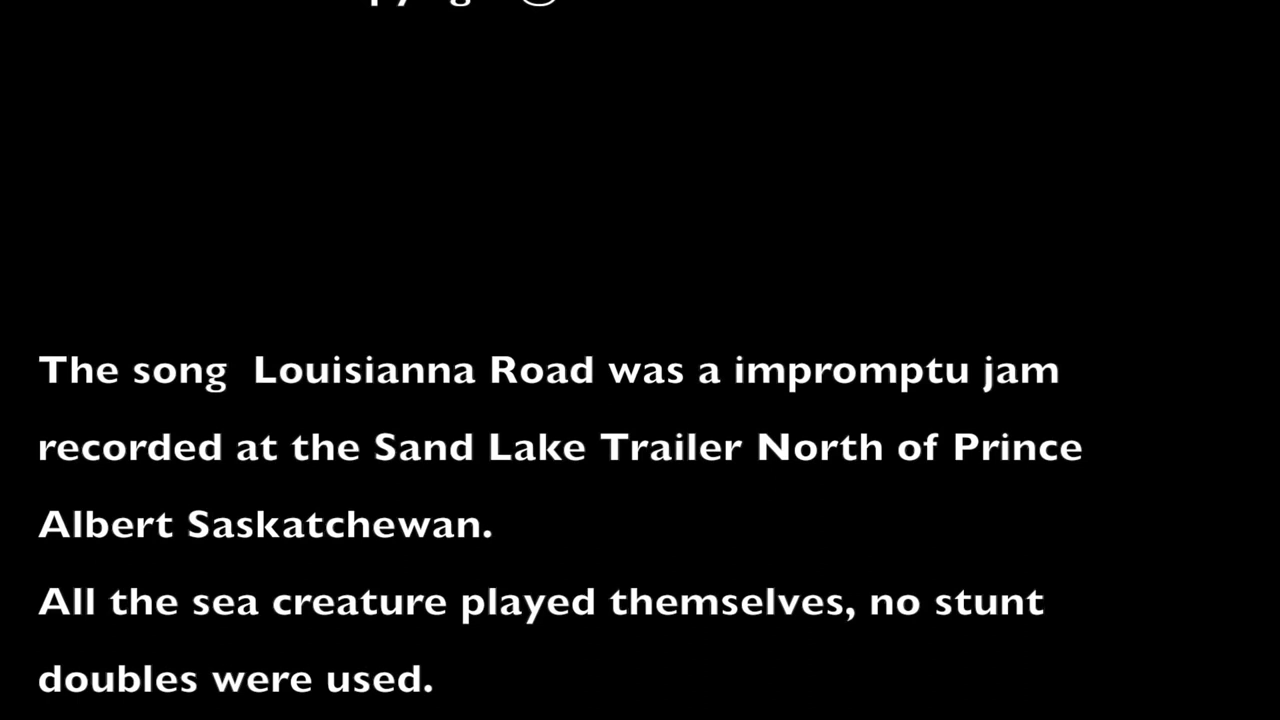 The song  Louisianna Road was a impromptu jam
recorded at the Sand Lake Trailer North of Prince
Albert Saskatchewan.
All the sea creature played themselves, no stunt
doubles were used.